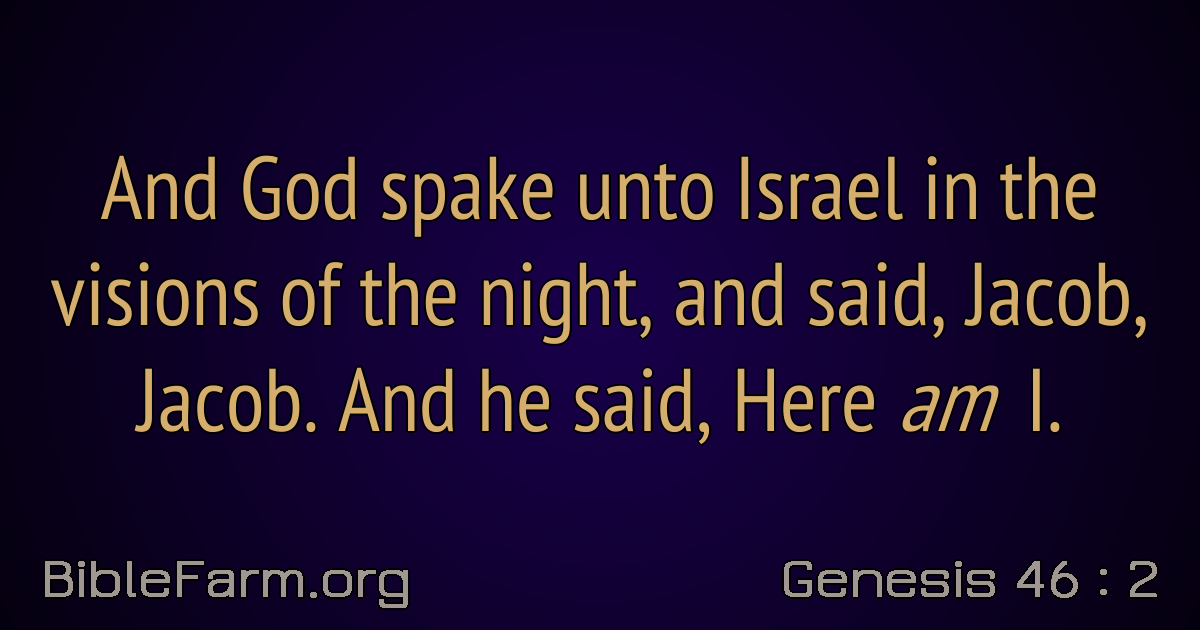 And God spake unto Israel in the
visions of the night, and said, Jacob,
Jacob. And he said, Here am I.
BibleFarm.org
Genesis 46 : 2